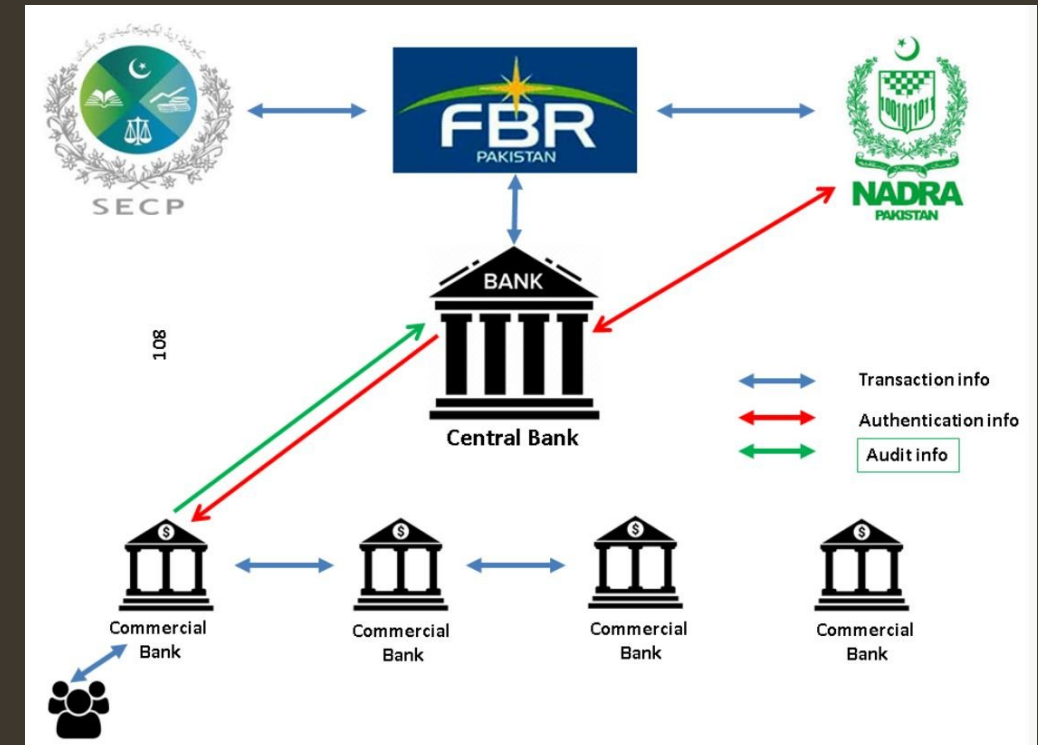 SECP
FBR
PAKISTAN
1001011011
NADRA
PAKISTAN
BANK
108
Central Bank
Transaction info
Authentication info
Audit info
$
$
$
$
Commercial
Bank
Commercial
Bank
Commercial
Bank
Commercial
Bank